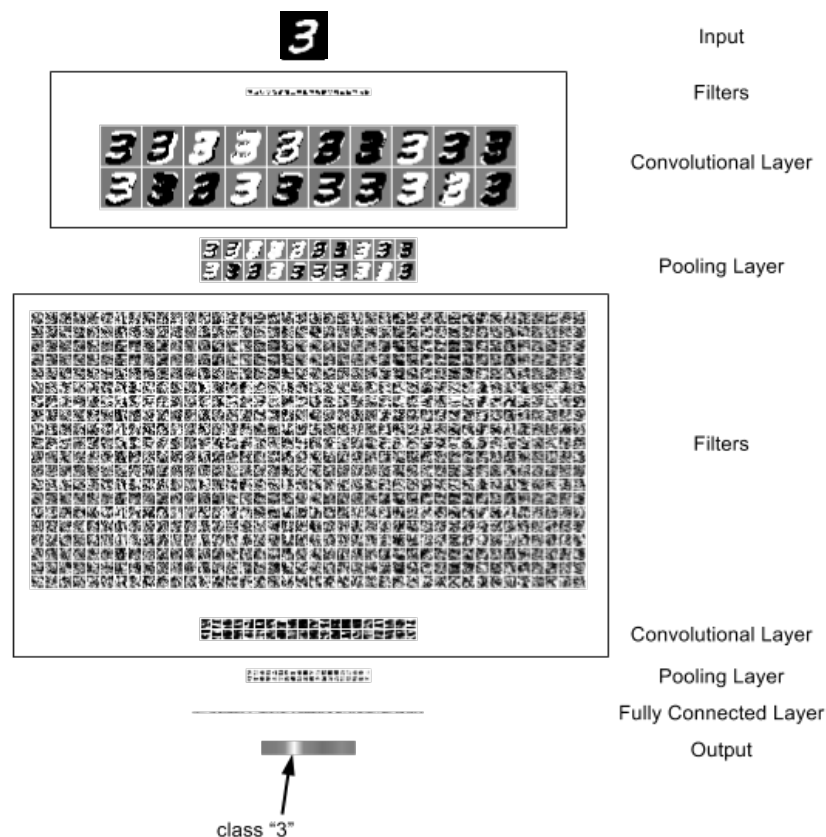 Input
Filters
Convolutional Layer
Pooling Layer
Filters
Convolutional Layer
Pooling Layer
Fully Connected Layer
Output
class “3”